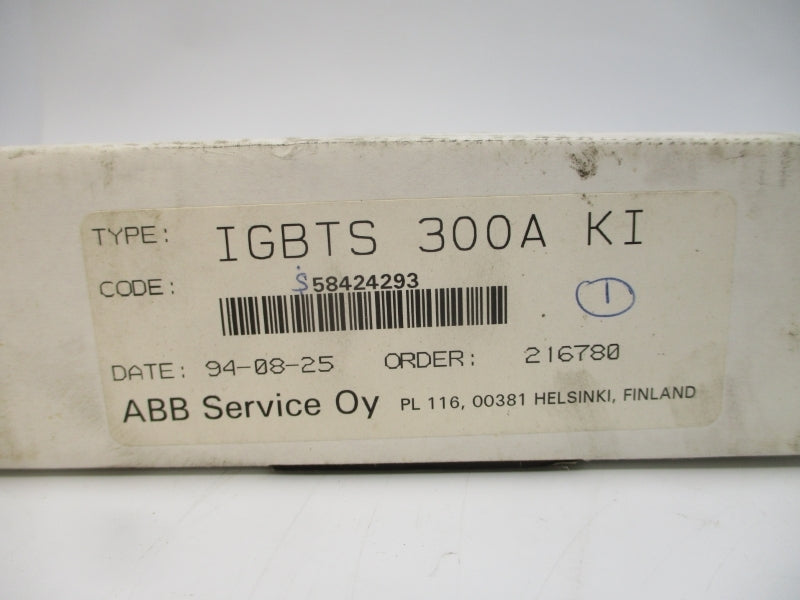 TYPE: IGBTS 300A KI
CODE: S58424293
1
DATE: 94-08-25 ORDER: 216780
ABB Service Oy PL 116, 00381 HELSINKI, FINLAND